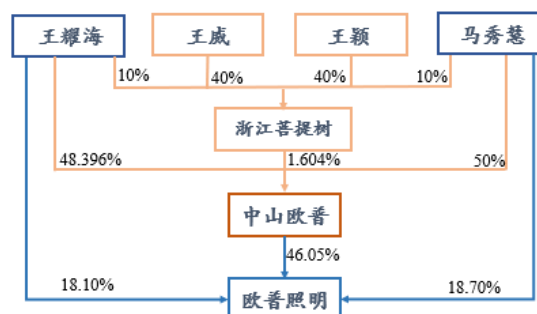 王耀海 王威 王颖 马秀慧
10% 40% 40% 10%
浙江菩提树
48.396% 1.604% 50%
中山欧普
46.05%
18.10% 18.70%
欧普照明